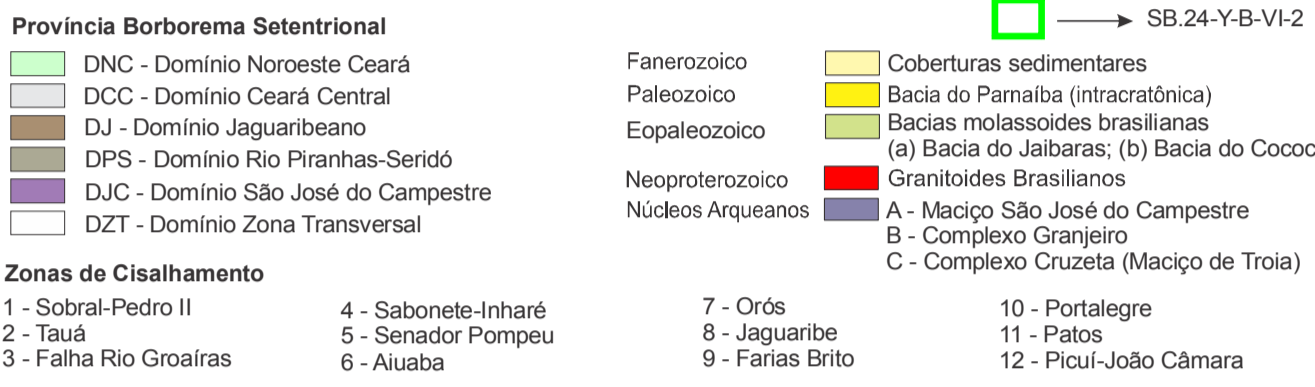 SB.24-Y-B-VI-2
Província Borborema Setentrional
DNC - Domínio Noroeste Ceará
DCC - Domínio Ceará Central
DJ - Domínio Jaguaribeano
DPS - Domínio Rio Piranhas-Seridó
DJC - Domínio São José do Campestre
DZT - Domínio Zona Transversal
Fanerozoico Coberturas sedimentares
Paleozoico Bacia do Parnaíba (intracratônica)
Eopaleozoico Bacias molassoides brasilianas
(a) Bacia do Jaibaras; (b) Bacia do Cococ
Neoproterozoico Granitoides Brasilianos
Núcleos Arqueanos A - Maciço São José do Campestre
B - Complexo Granjeiro
C - Complexo Cruzeta (Maciço de Troia)
Zonas de Cisalhamento
1 - Sobral-Pedro II
2 - Tauá
3 - Falha Rio Groaíras
4 - Sabonete-Inharé
5 - Senador Pompeu
6 - Aiuaba
7 - Orós
8 - Jaguaribe
9 - Farias Brito
10 - Portalegre
11 - Patos
12 - Picuí-João Câmara